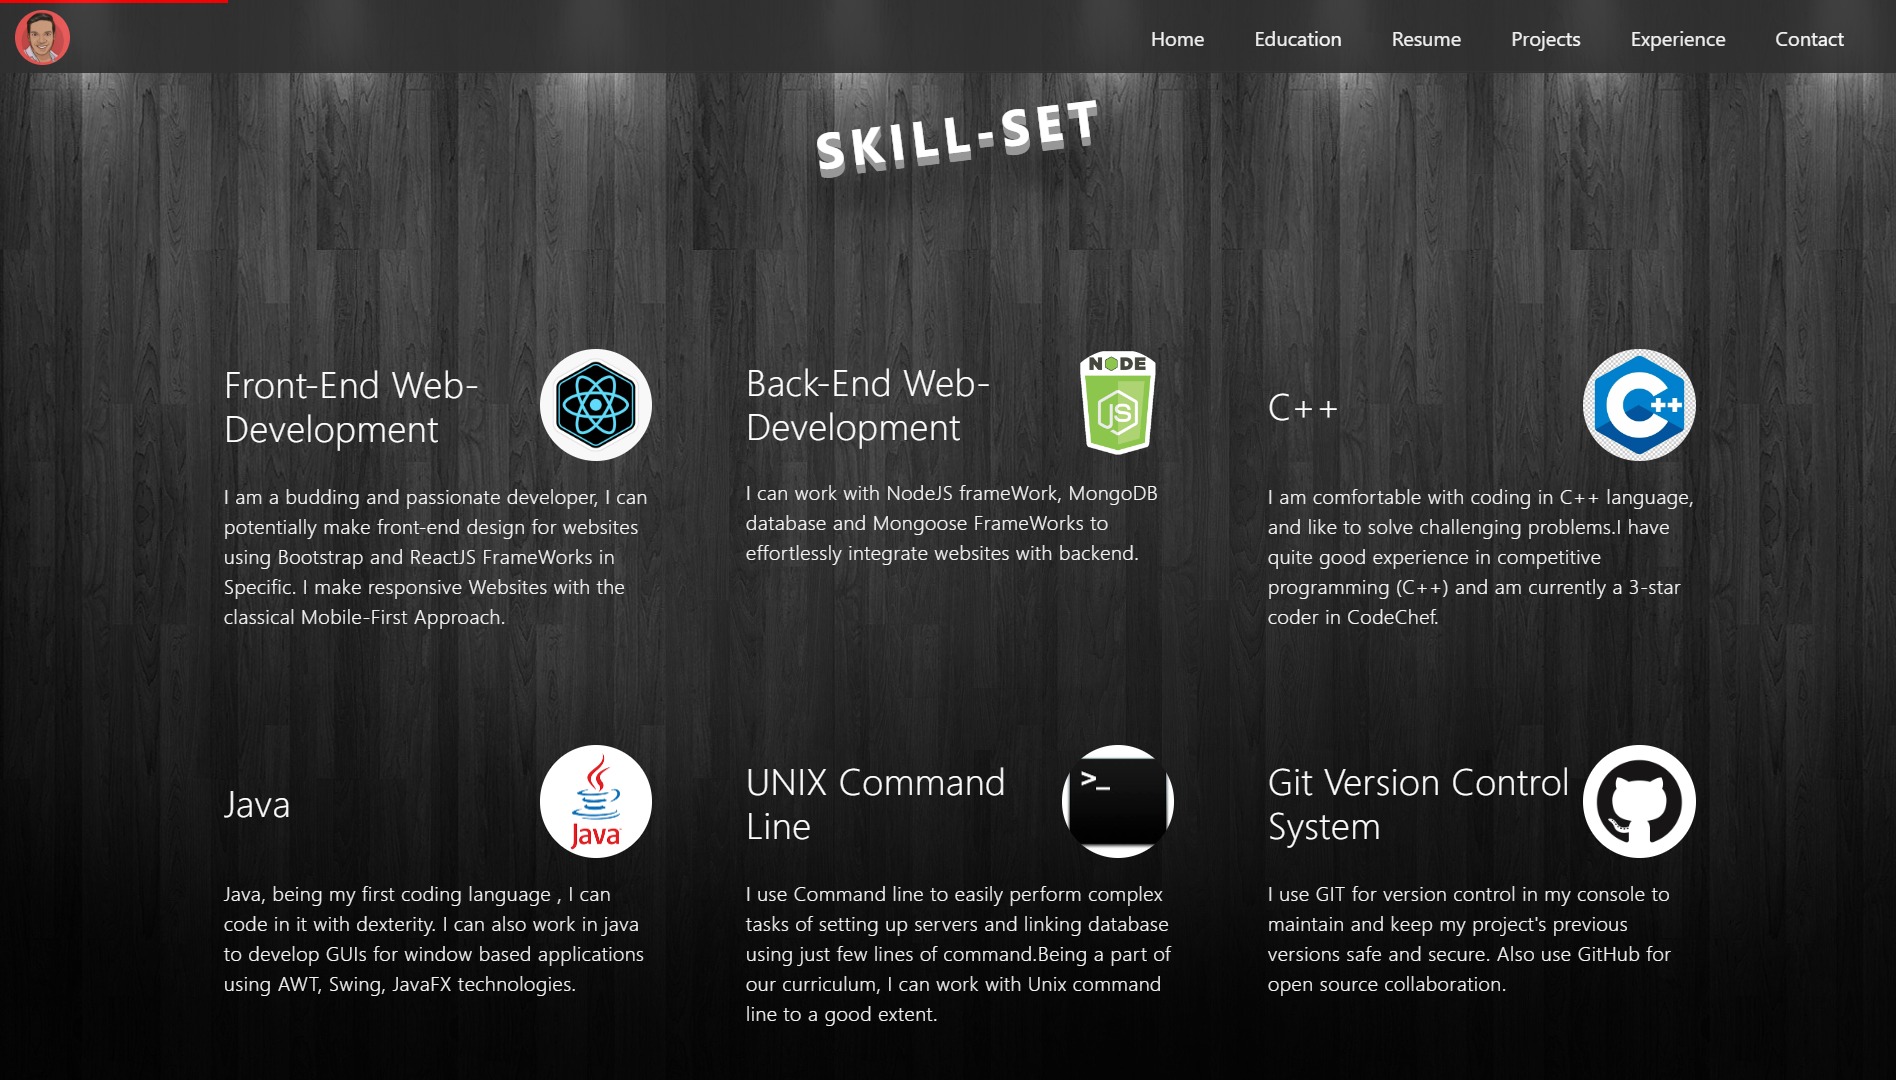 Home Education Resume Projects Experience Contact
SKILL-SET
Front-End Web-
Development
I am a budding and passionate developer, I can
potentially make front-end design for websites
using Bootstrap and ReactJS FrameWorks in
Specific. I make responsive Websites with the
classical Mobile-First Approach.
Back-End Web-
Development
NODE
JS
I can work with NodeJS frameWork, MongoDB
database and Mongoose FrameWorks to
effortlessly integrate websites with backend.
C++
C++
I am comfortable with coding in C++ language,
and like to solve challenging problems.I have
quite good experience in competitive
programming (C++) and am currently a 3-star
coder in CodeChef.
Java
Java
Java, being my first coding language , I can
code in it with dexterity. I can also work in java
to develop GUIs for window based applications
using AWT, Swing, JavaFX technologies.
UNIX Command
Line
>_
I use Command line to easily perform complex
tasks of setting up servers and linking database
using just few lines of command.Being a part of
our curriculum, I can work with Unix command
line to a good extent.
Git Version Control
System
I use GIT for version control in my console to
maintain and keep my project's previous
versions safe and secure. Also use GitHub for
open source collaboration.